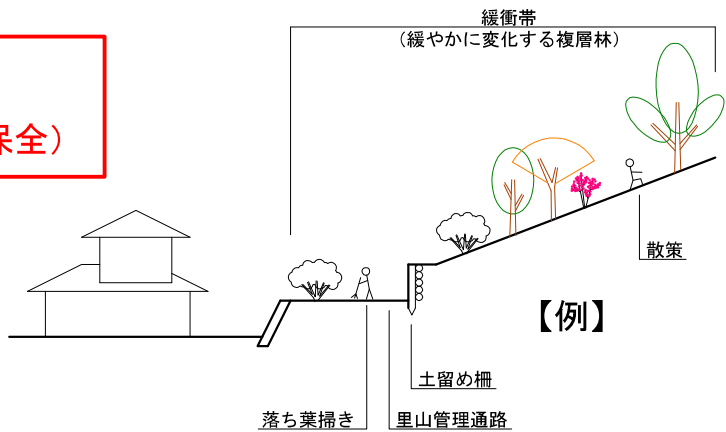 緩衝帯
（緩やかに変化する複層林）
保全）
散策
【例】
土留め柵
落ち葉掃き
里山管理通路